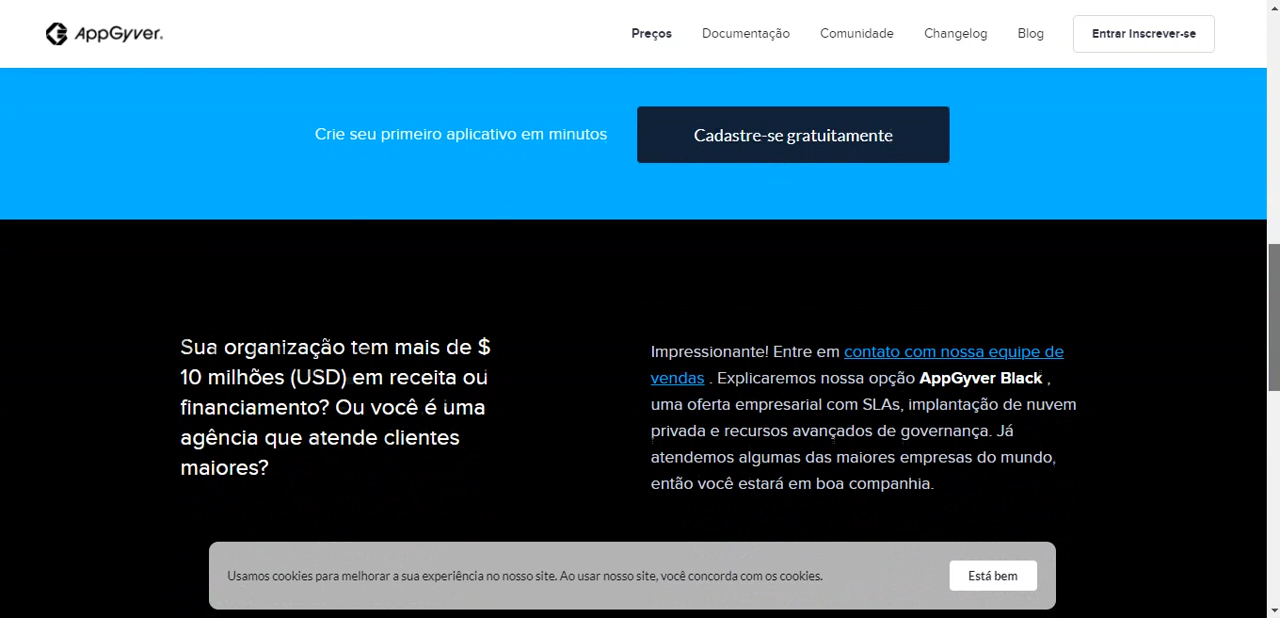 AppGyver.
Preços Documentação Comunidade Changelog Blog Entrar Inscrever-se
Crie seu primeiro aplicativo em minutos
Cadastre-se gratuitamente
Sua organização tem mais de $
10 milhões (USD) em receita ou
financiamento? Ou você é uma
agência que atende clientes
maiores?
Impressionante! Entre em contato com nossa equipe de
vendas . Explicaremos nossa opção AppGyver Black ,
uma oferta empresarial com SLAs, implantação de nuvem
privada e recursos avançados de governança. Já
atendemos algumas das maiores empresas do mundo,
então você estará em boa companhia.
Usamos cookies para melhorar a sua experiência no nosso site. Ao usar nosso site, você concorda com os cookies.
Está bem